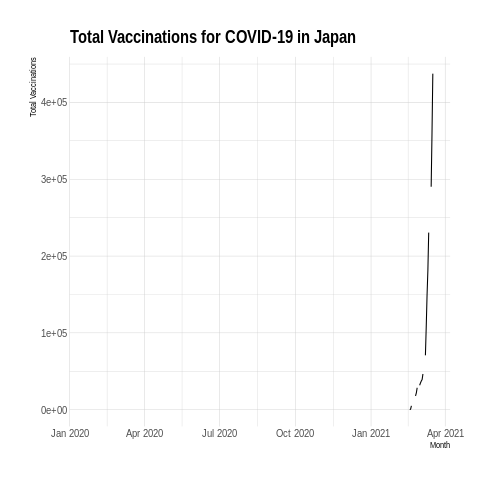 Total Vaccinations for COVID-19 in Japan
Total Vaccinations
4e+05
3e+05
2e+05
1e+05
0e+00
Jan 2020 Apr 2020 Jul 2020 Oct 2020 Jan 2021 Apr 2021
Month